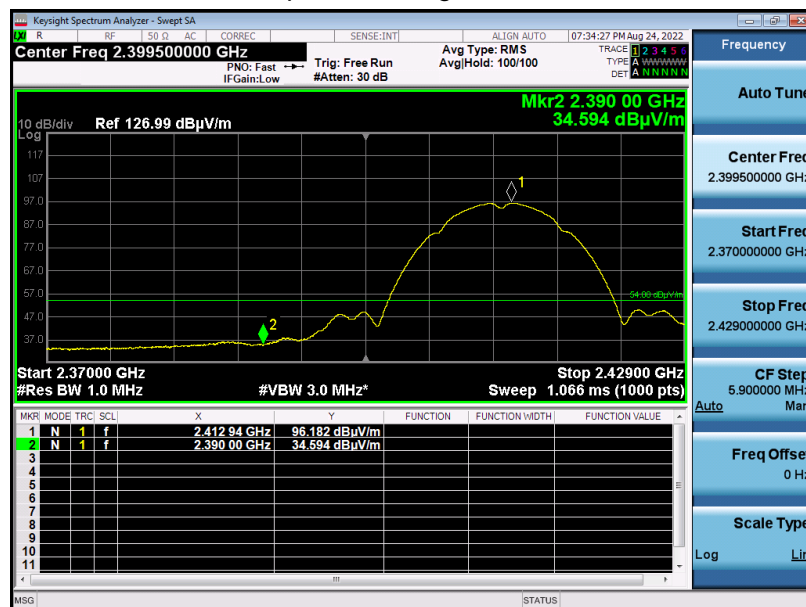 Keysight Spectrum Analyzer - Swept SA
LXI R RF 50 Ω AC CORREC SENSE:INT ALIGN AUTO 07:34:27 PM Aug 24, 2022
Center Freq 2.399500000 GHz
PNO: Fast
IFGain:Low
Trig: Free Run
#Atten: 30 dB
Avg Type: RMS
Avg|Hold: 100/100
TRACE 1 2 3 4 5 6
TYPE A WWWWW
DET A N N N N N
Mkr2 2.390 00 GHz
34.594 dBµV/m
10 dB/div Ref 126.99 dBµV/m
Log
117
107
97.0
87.0
77.0
67.0
57.0
47.0
37.0
1
2
54.00 dBµV/m
Start 2.37000 GHz Stop 2.42900 GHz
#Res BW 1.0 MHz #VBW 3.0 MHz* Sweep 1.066 ms (1000 pts)
MKR MODE TRC SCL X Y FUNCTION FUNCTION WIDTH FUNCTION VALUE
1 N 1 f 2.412 94 GHz 96.182 dBµV/m
2 N 1 f 2.390 00 GHz 34.594 dBµV/m
3
4
5
6
7
8
9
10
11
MSG STATUS
Frequency
Auto Tune
Center Freq
2.399500000 GHz
Start Freq
2.370000000 GHz
Stop Freq
2.429000000 GHz
CF Step
5.900000 MHz
Auto Man
Freq Offset
0 Hz
Scale Type
Log Lin